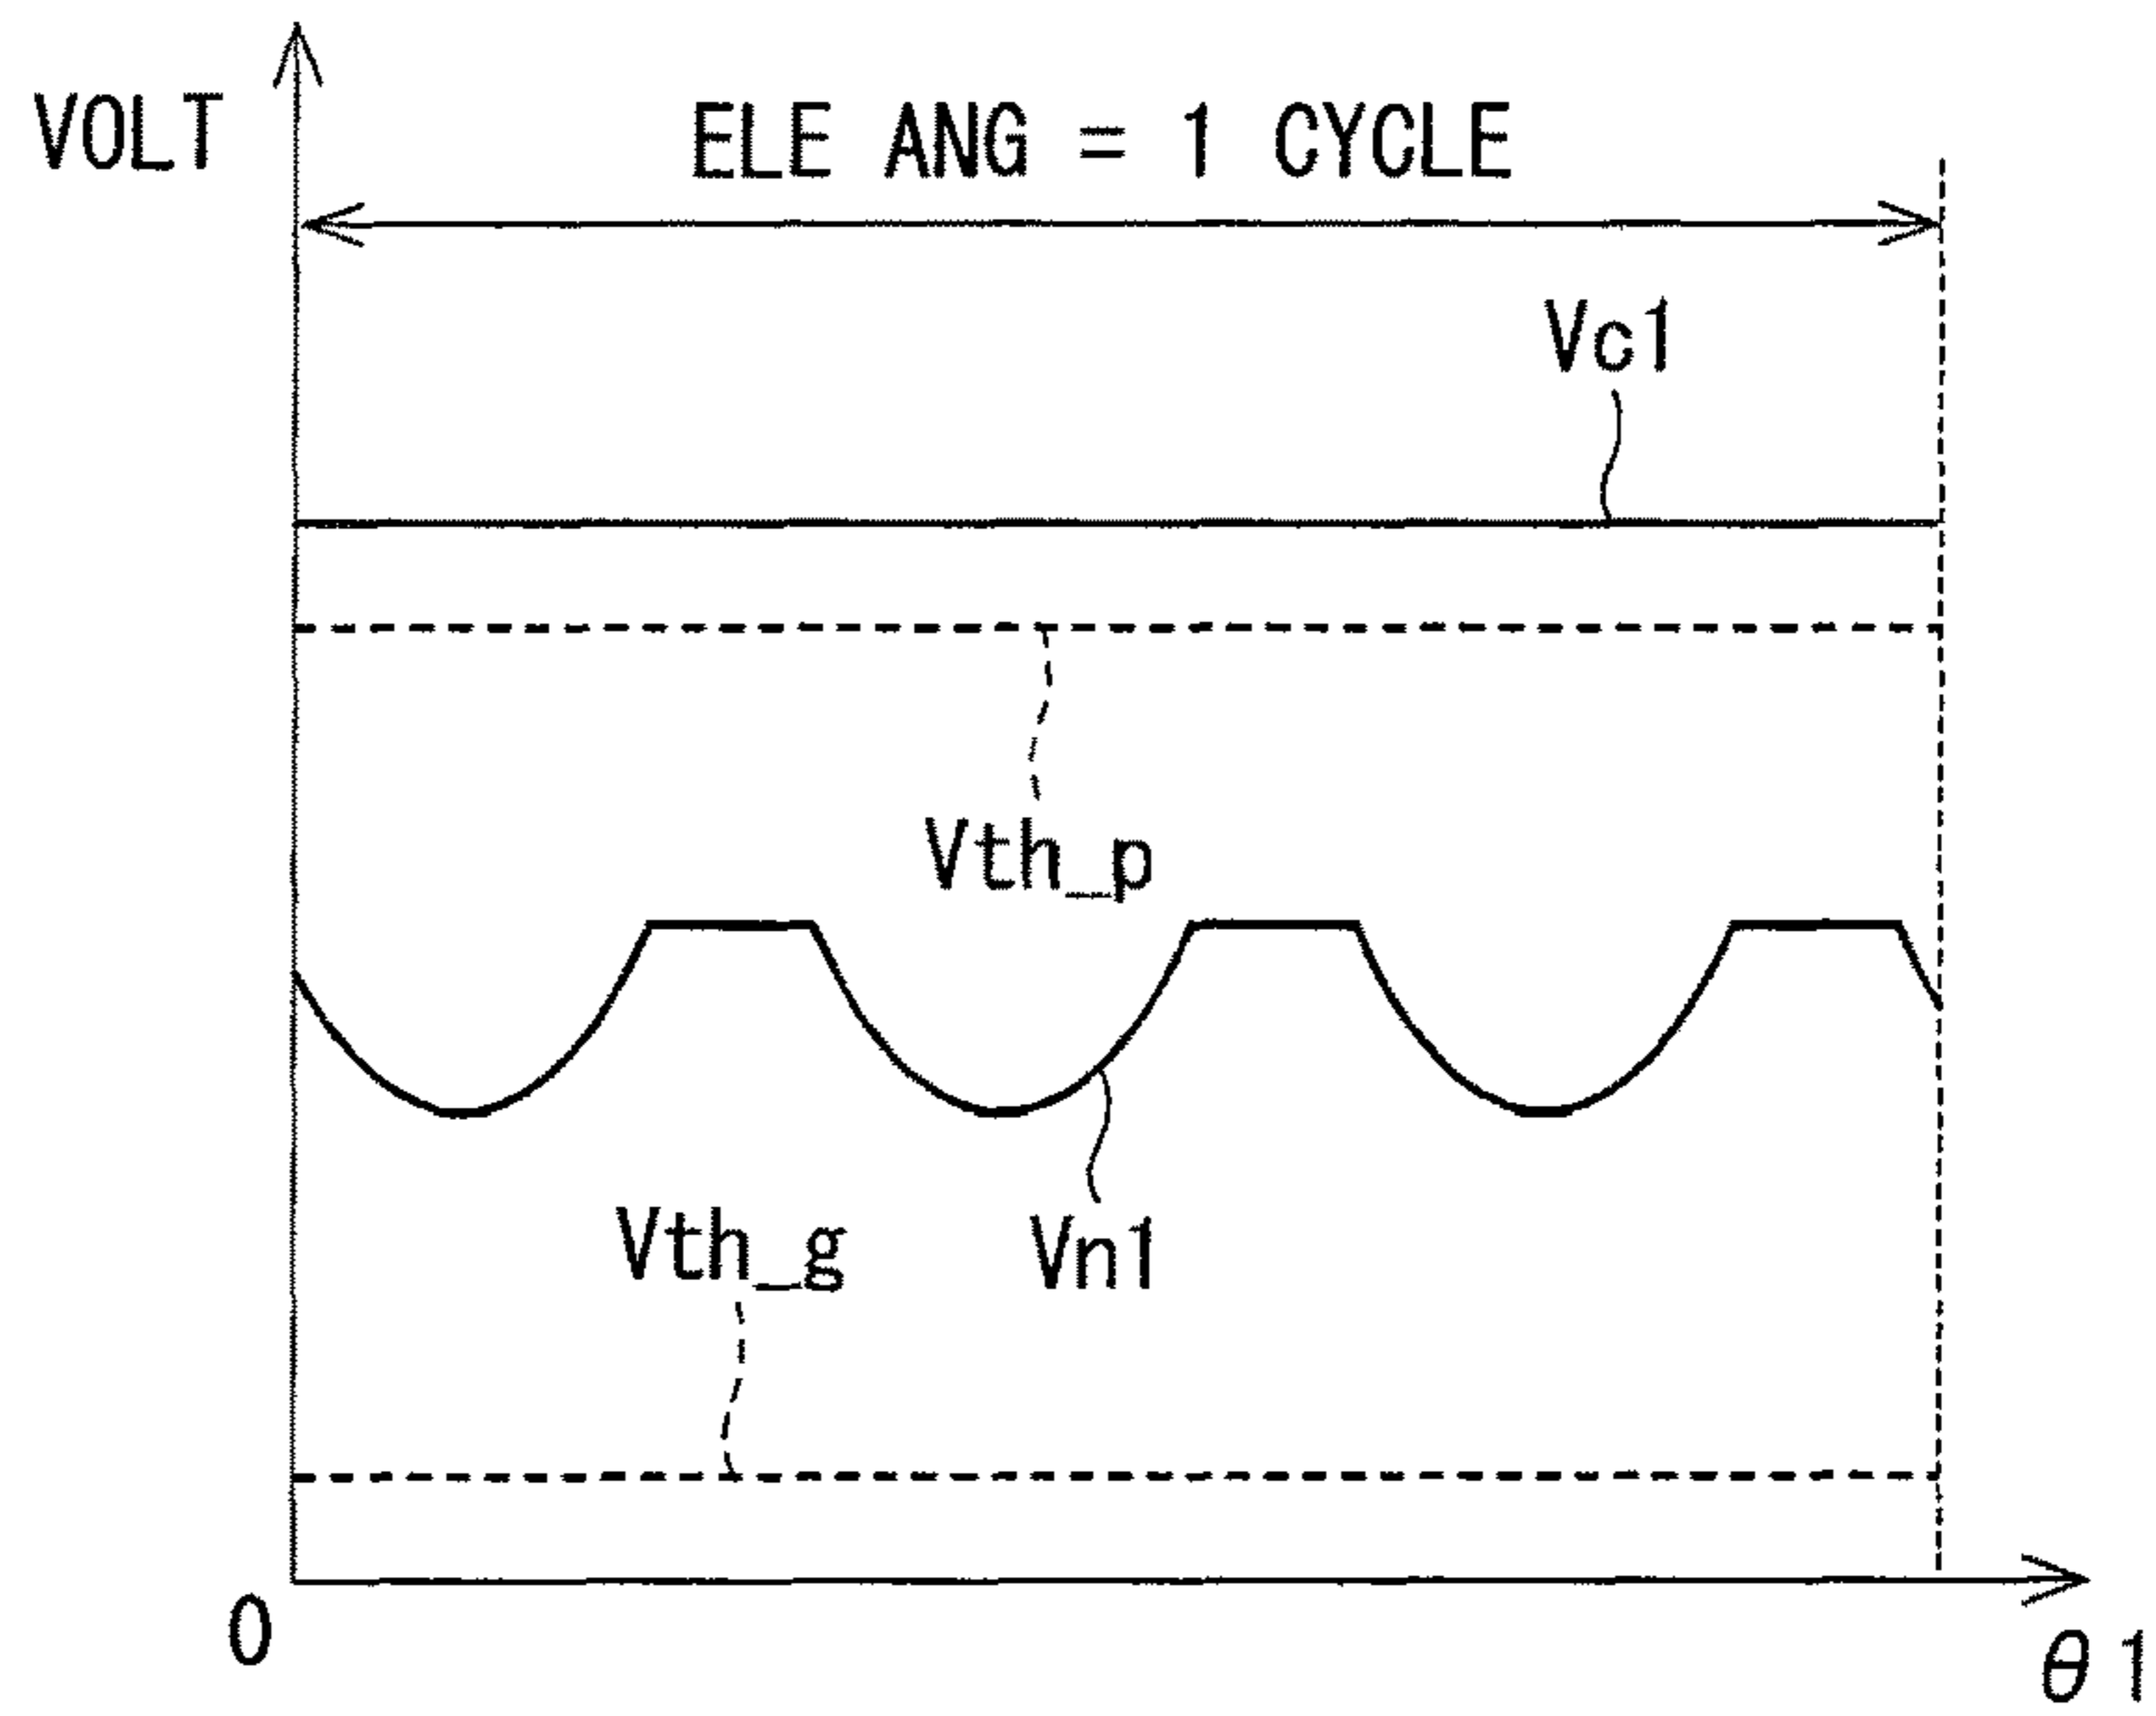 VOLT
ELE ANG = 1 CYCLE
Vc1
Vth_p
Vth_g
Vn1
0
θ1